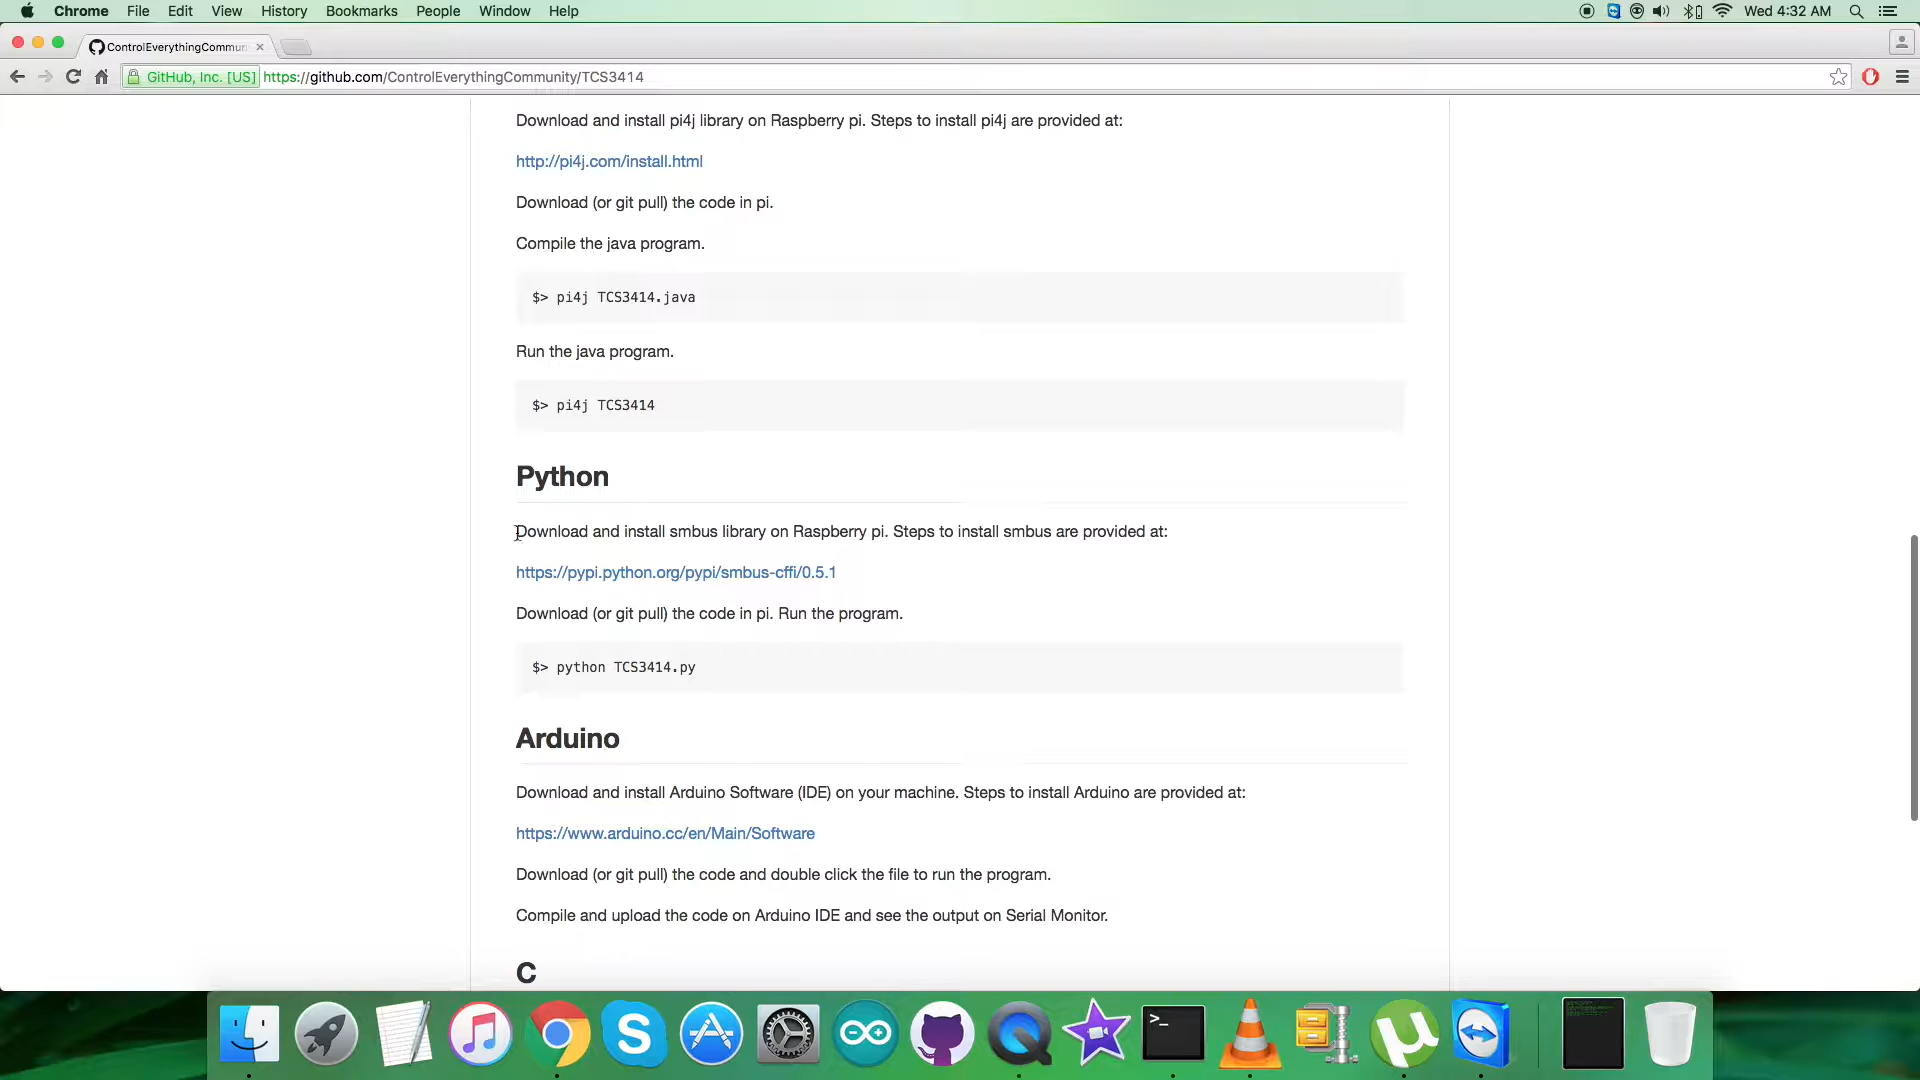 Chrome File Edit View History Bookmarks People Window Help Wed 4:32 AM
ControlEverythingCommun
GitHub, Inc. [US] https://github.com/ControlEverythingCommunity/TCS3414
Download and install pi4j library on Raspberry pi. Steps to install pi4j are provided at:
http://pi4j.com/install.html
Download (or git pull) the code in pi.
Compile the java program.
$> pi4j TCS3414.java
Run the java program.
$> pi4j TCS3414
Python
Download and install smbus library on Raspberry pi. Steps to install smbus are provided at:
https://pypi.python.org/pypi/smbus-cffi/0.5.1
Download (or git pull) the code in pi. Run the program.
$> python TCS3414.py
Arduino
Download and install Arduino Software (IDE) on your machine. Steps to install Arduino are provided at:
https://www.arduino.cc/en/Main/Software
Download (or git pull) the code and double click the file to run the program.
Compile and upload the code on Arduino IDE and see the output on Serial Monitor.
C